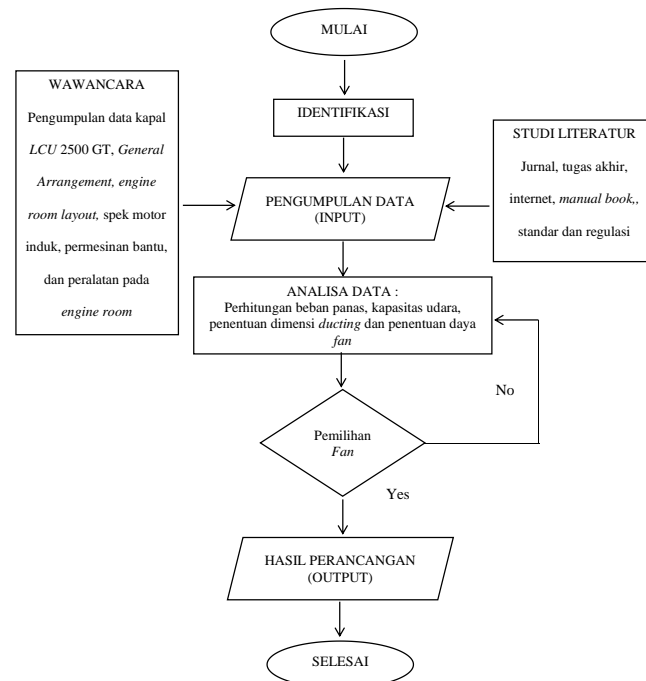 MULAI
WAWANCARA
Pengumpulan data kapal
LCU 2500 GT, General
Arrangement, engine
room layout, spek motor
induk, permesinan bantu,
dan peralatan pada
engine room
IDENTIFIKASI
STUDI LITERATUR
Jurnal, tugas akhir,
internet, manual book,,
standar dan regulasi
PENGUMPULAN DATA
(INPUT)
ANALISA DATA :
Perhitungan beban panas, kapasitas udara,
penentuan dimensi ducting dan penentuan daya
fan
No
Pemilihan
Fan
Yes
HASIL PERANCANGAN
(OUTPUT)
SELESAI